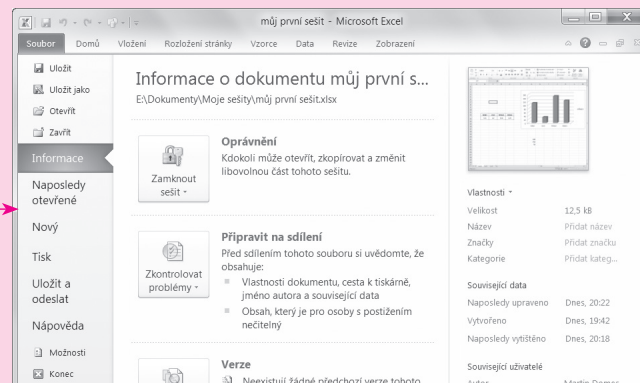 můj první sešit - Microsoft Excel
Soubor Domů Vložení Rozložení stránky Vzorce Data Revize Zobrazení
Uložit
Uložit jako
Otevřít
Zavřít
Informace
Naposledy
otevřené
Nový
Tisk
Uložit a
odeslat
Nápověda
Možnosti
Konec
Informace o dokumentu můj první s...
E:\Dokumenty\Moje sešity\můj první sešit.xlsx
Zamknout
sešit
Oprávnění
Kdokoli může otevřít, zkopírovat a změnit
libovolnou část tohoto sešitu.
Zkontrolovat
problémy
Připravit na sdílení
Před sdílením tohoto souboru si uvědomte, že
obsahuje:
Vlastnosti dokumentu, cesta k tiskárně,
jméno autora a související data
Obsah, který je pro osoby s postižením
nečitelný
Verze
Neexistují žádné předchozí verze tohoto
Vlastnosti
Velikost 12,5 kB
Název Přidat název
Značky Přidat značku
Kategorie Přidat kateg...
Související data
Naposledy upraveno Dnes, 20:22
Vytvořeno Dnes, 19:42
Naposledy vytištěno Dnes, 20:18
Související uživatelé
Autor Martin